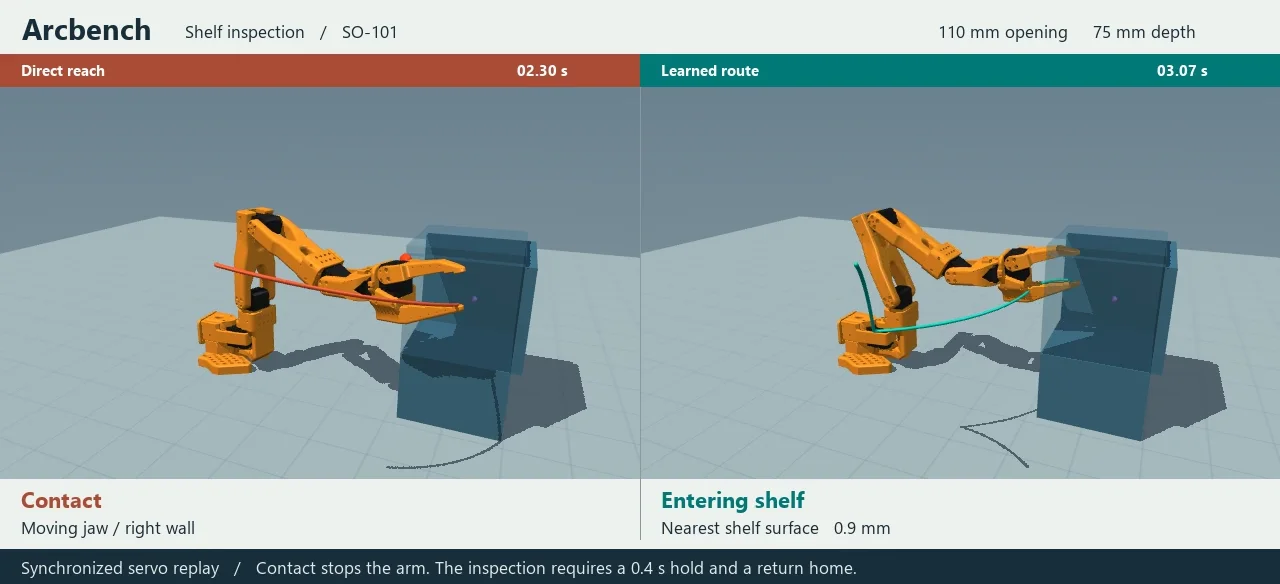 Arcbench Shelf inspection / SO-101 110 mm opening 75 mm depth
Direct reach 02.30 s
Learned route 03.07 s
Contact
Moving jaw / right wall
Entering shelf
Nearest shelf surface 0.9 mm
Synchronized servo replay / Contact stops the arm. The inspection requires a 0.4 s hold and a return home.